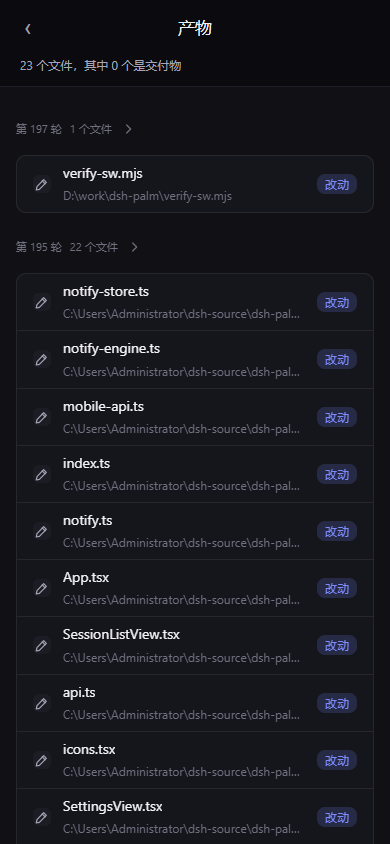 产物
23 个文件，其中 0 个是交付物
第 197 轮 1 个文件
verify-sw.mjs
改动
D:\work\dsh-palm\verify-sw.mjs
第 195 轮 22 个文件
notify-store.ts
改动
C:\Users\Administrator\dsh-source\dsh-pal...
notify-engine.ts
改动
C:\Users\Administrator\dsh-source\dsh-pal...
mobile-api.ts
改动
C:\Users\Administrator\dsh-source\dsh-pal...
index.ts
改动
C:\Users\Administrator\dsh-source\dsh-pal...
notify.ts
改动
C:\Users\Administrator\dsh-source\dsh-pal...
App.tsx
改动
C:\Users\Administrator\dsh-source\dsh-pal...
SessionListView.tsx
改动
C:\Users\Administrator\dsh-source\dsh-pal...
api.ts
改动
C:\Users\Administrator\dsh-source\dsh-pal...
icons.tsx
改动
C:\Users\Administrator\dsh-source\dsh-pal...
SettingsView.tsx
改动
C:\Users\Administrator\dsh-source\dsh-pal...